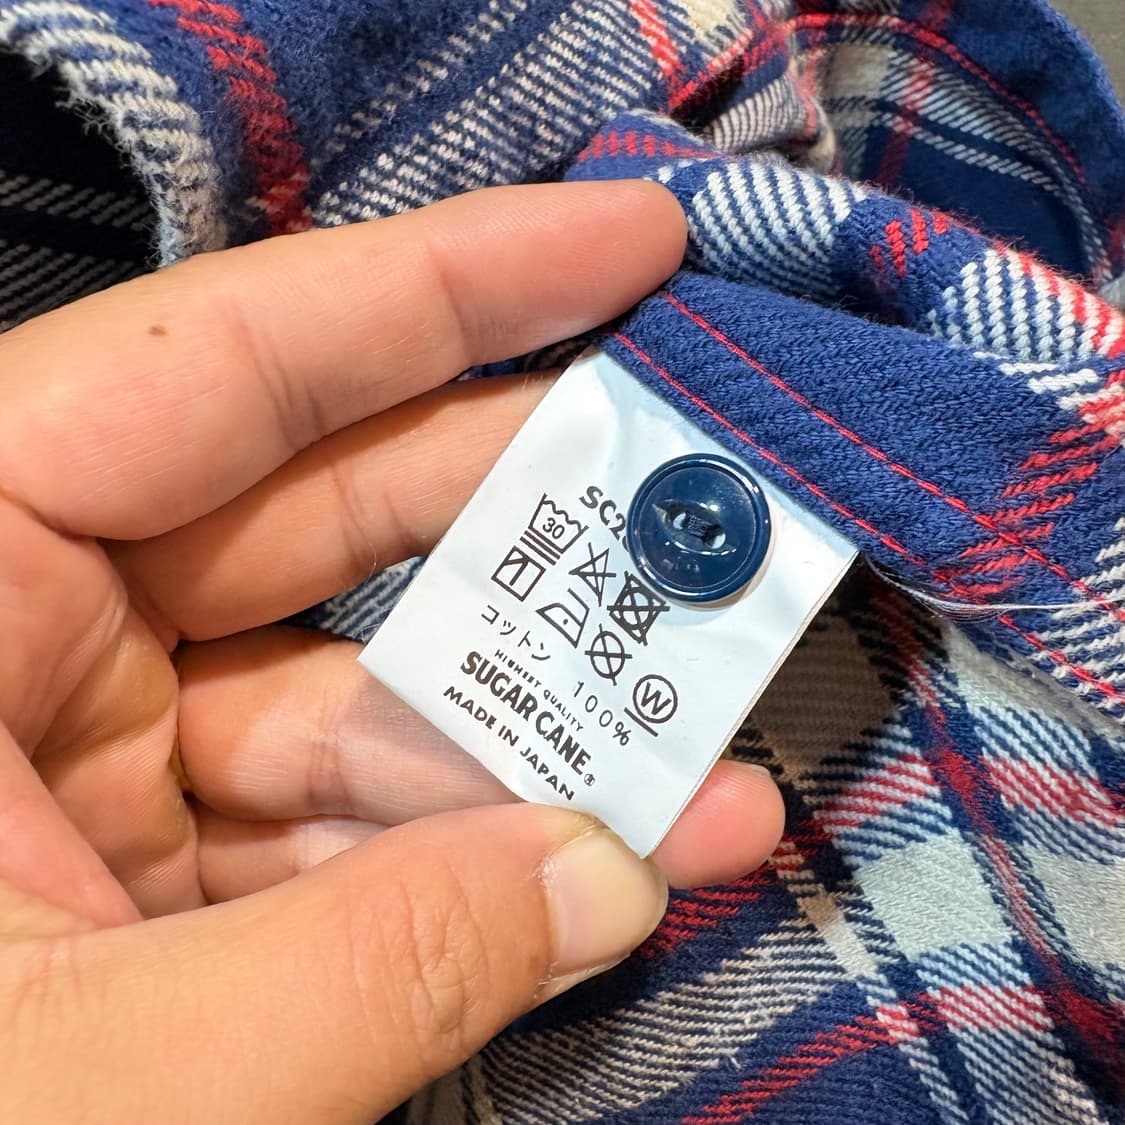 SC2
30
コットン 100%
HIGHEST QUALITY
SUGAR CANE®
MADE IN JAPAN
W